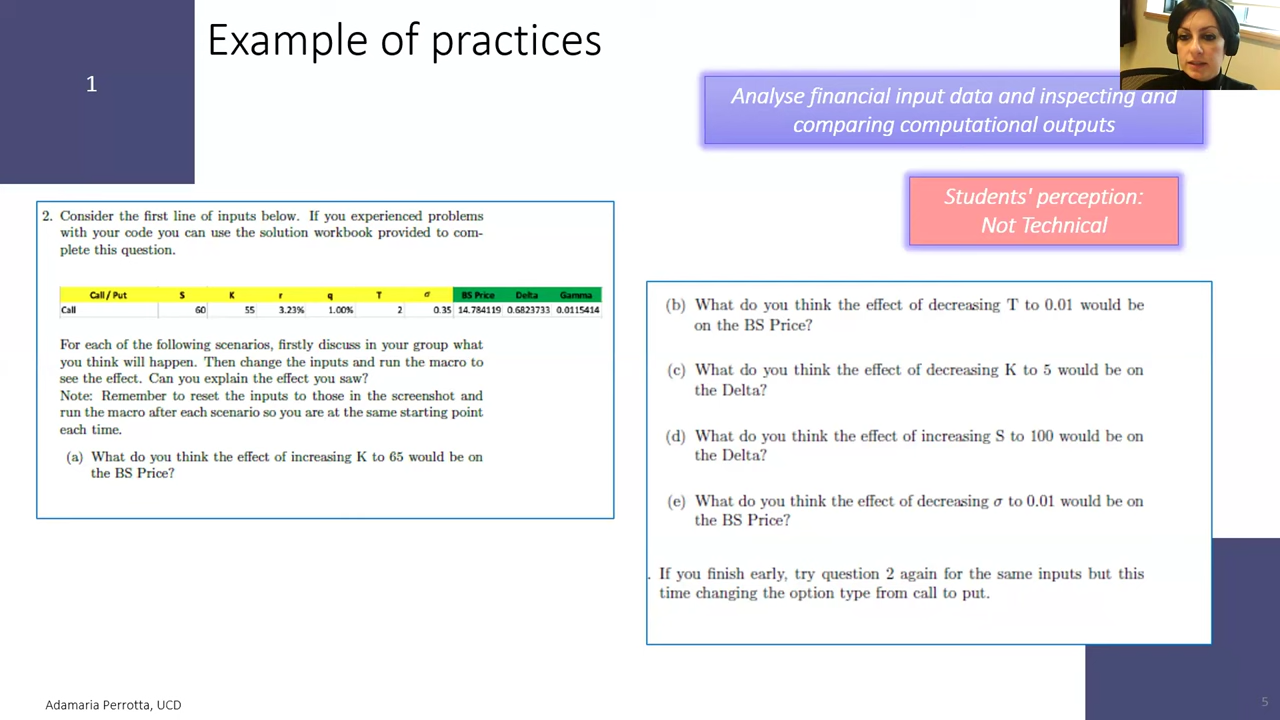 Example of practices
1
Analyse financial input data and inspecting and
comparing computational outputs
Students' perception:
Not Technical
2. Consider the first line of inputs below. If you experienced problems
with your code you can use the solution workbook provided to com-
plete this question.
Call / Put S K r q T σ BS Price Delta Gamma
Call 60 55 3.23% 1.00% 2 0.35 14.784119 0.6823733 0.0115414
For each of the following scenarios, firstly discuss in your group what
you think will happen. Then change the inputs and run the macro to
see the effect. Can you explain the effect you saw?
Note: Remember to reset the inputs to those in the screenshot and
run the macro after each scenario so you are at the same starting point
each time.
(a) What do you think the effect of increasing K to 65 would be on
the BS Price?
(b) What do you think the effect of decreasing T to 0.01 would be
on the BS Price?
(c) What do you think the effect of decreasing K to 5 would be on
the Delta?
(d) What do you think the effect of increasing S to 100 would be on
the Delta?
(e) What do you think the effect of decreasing σ to 0.01 would be on
the BS Price?
. If you finish early, try question 2 again for the same inputs but this
time changing the option type from call to put.
Adamaria Perrotta, UCD
5